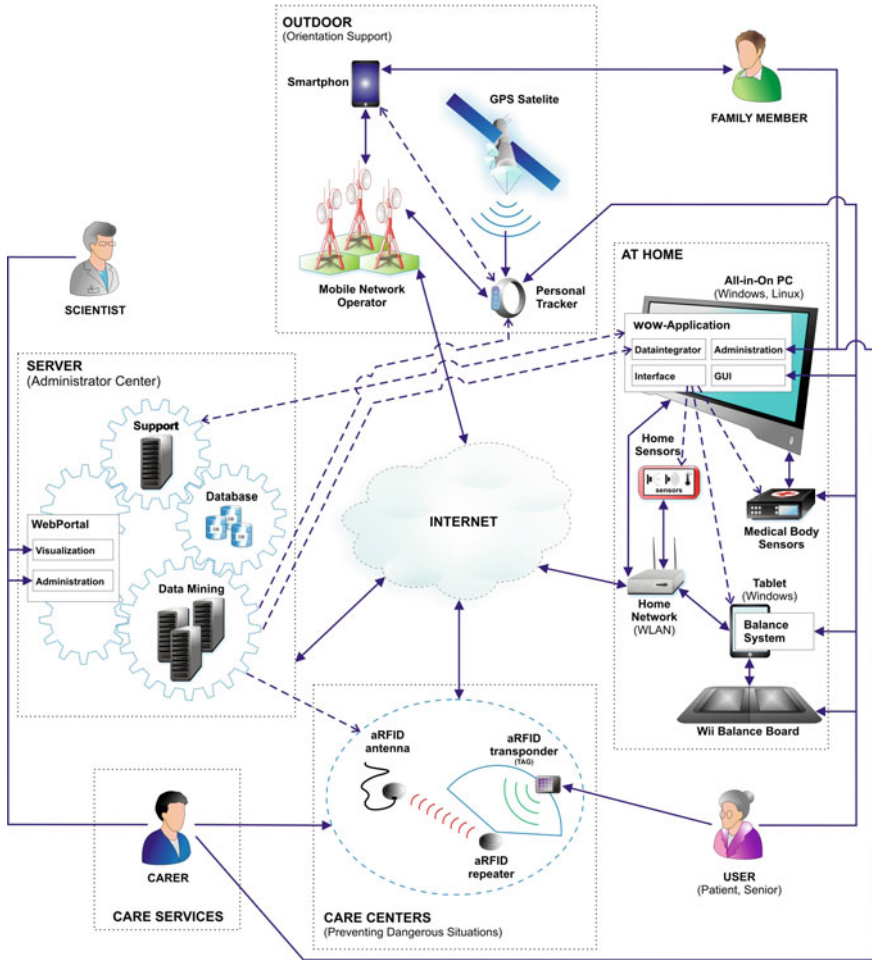 OUTDOOR
(Orientation Support)
Smartphon
GPS Satelite
FAMILY MEMBER
Mobile Network
Operator
Personal
Tracker
SCIENTIST
AT HOME
All-in-On PC
(Windows, Linux)
wow-Application
Dataintegrator
Administration
Interface
GUI
SERVER
(Administrator Center)
Support
Database
WebPortal
Visualization
Administration
Data Mining
INTERNET
Home
Sensors
sensors
Medical Body
Sensors
Home
Network
(WLAN)
Tablet
(Windows)
Balance
System
Wii Balance Board
aRFID
antenna
aRFID
transponder
(TAG)
aRFID
repeater
CARE CENTERS
(Preventing Dangerous Situations)
CARER
CARE SERVICES
USER
(Patient, Senior)